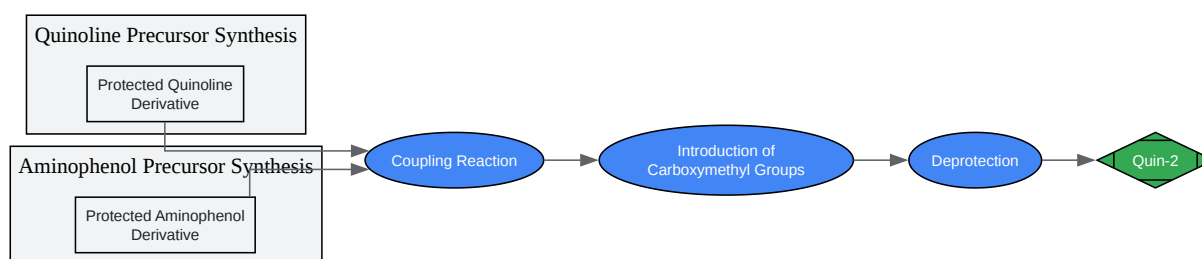 Quinoline Precursor Synthesis
Protected Quinoline
Derivative
Aminophenol Precursor Synthesis
Protected Aminophenol
Derivative
Coupling Reaction
Introduction of
Carboxymethyl Groups
Deprotection
Quin-2